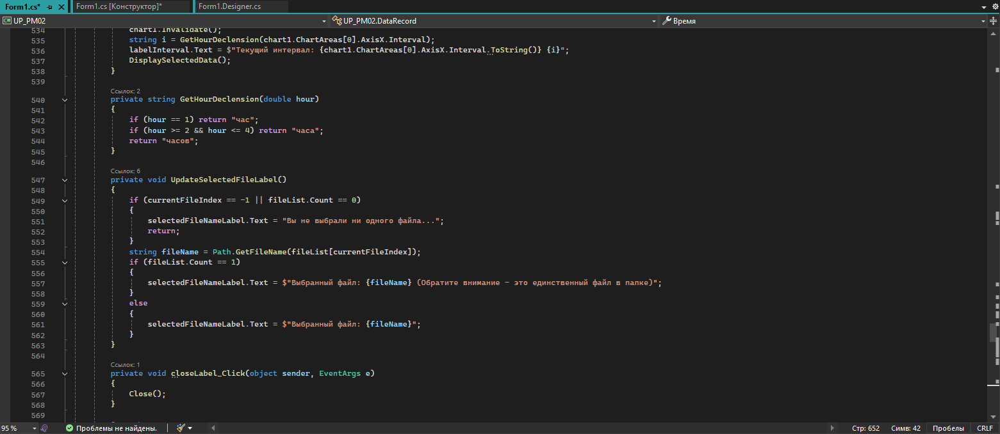 Form1.cs*
Form1.cs [Конструктор]*
Form1.Designer.cs
C# UP_PM02
UP_PM02.DataRecord
Время
534 chart1.Invalidate();
535 string i = GetHourDeclension(chart1.ChartAreas[0].AxisX.Interval);
536 labelInterval.Text = $"Текущий интервал: {chart1.ChartAreas[0].AxisX.Interval.ToString()} {i}";
537 DisplaySelectedData();
538 }
539
Ссылок: 2
540 private string GetHourDeclension(double hour)
541 {
542 if (hour == 1) return "час";
543 if (hour >= 2 && hour <= 4) return "часа";
544 return "часов";
545 }
546
Ссылок: 6
547 private void UpdateSelectedFileLabel()
548 {
549 if (currentFileIndex == -1 || fileList.Count == 0)
550 {
551 selectedFileNameLabel.Text = "Вы не выбрали ни одного файла...";
552 return;
553 }
554 string fileName = Path.GetFileName(fileList[currentFileIndex]);
555 if (fileList.Count == 1)
556 {
557 selectedFileNameLabel.Text = $"Выбранный файл: {fileName} (Обратите внимание - это единственный файл в папке)";
558 }
559 else
560 {
561 selectedFileNameLabel.Text = $"Выбранный файл: {fileName}";
562 }
563 }
564
Ссылок: 1
565 private void closeLabel_Click(object sender, EventArgs e)
566 {
567 Close();
568 }
569
95 %
Проблемы не найдены.
Стр: 652
Симв: 42
Пробелы
CRLF